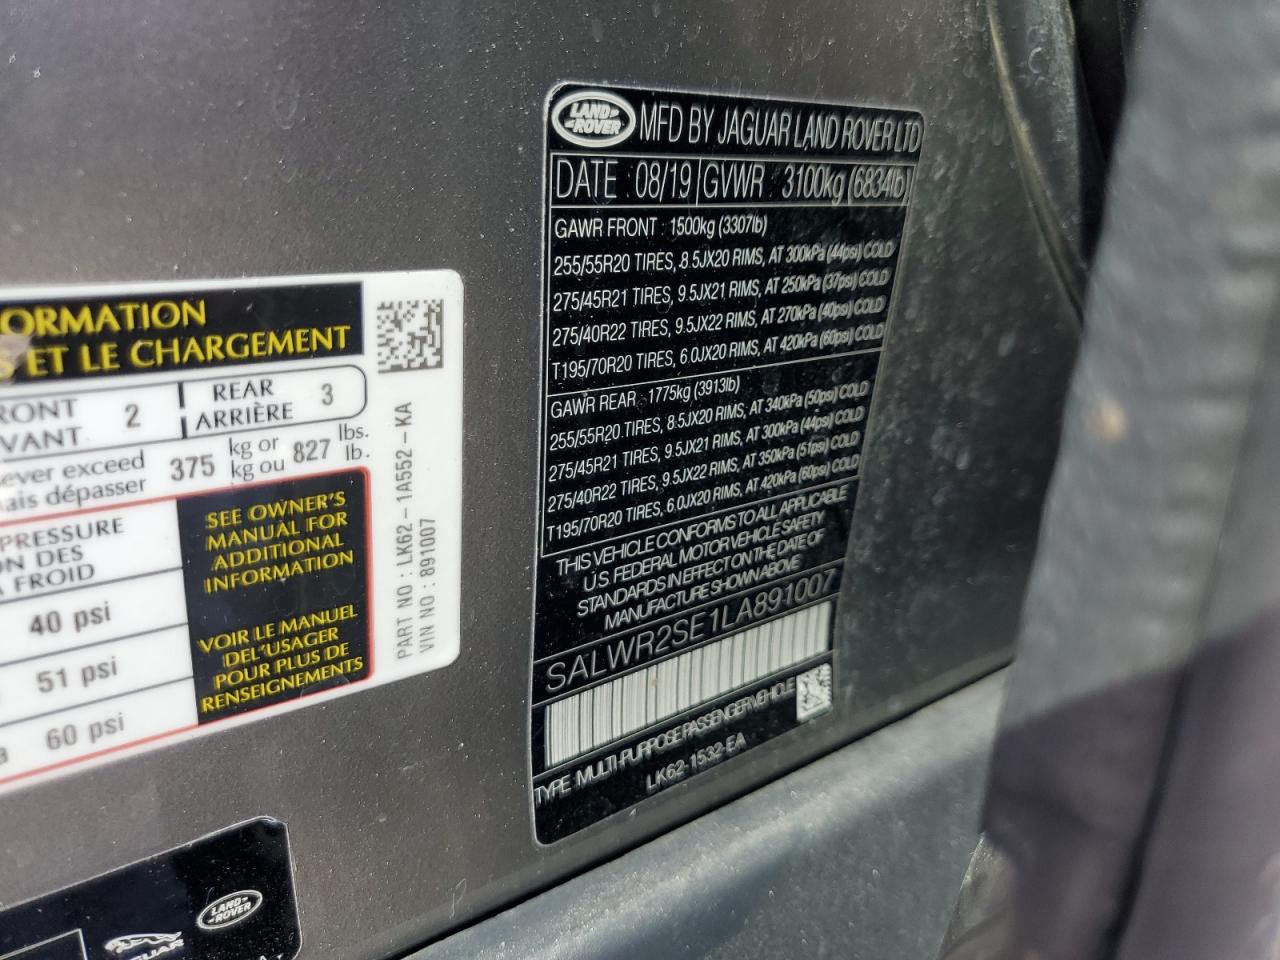 ORMATION
S ET LE CHARGEMENT
RONT
VANT
2
REAR
ARRIÈRE
3
ever exceed
ais dépasser
375
kg or
kg ou
827
lbs.
lb.
PRESSURE
ON DES
A FROID
40 psi
51 psi
60 psi
SEE OWNER'S
MANUAL FOR
ADDITIONAL
INFORMATION
VOIR LE MANUEL
DEL'USAGER
POUR PLUS DE
RENSEIGNEMENTS
PART NO : LK62-1A552-KA
VIN NO : 891007
LAND-
-ROVER
MFD BY JAGUAR LAND ROVER LTD
DATE : 08/19 GVWR : 3100kg (6834lb)
GAWR FRONT : 1500kg (3307lb)
255/55R20 TIRES, 8.5JX20 RIMS, AT 300kPa (44psi) COLD
275/45R21 TIRES, 9.5JX21 RIMS, AT 250kPa (37psi) COLD
275/40R22 TIRES, 9.5JX22 RIMS, AT 270kPa (40psi) COLD
T195/70R20 TIRES, 6.0JX20 RIMS, AT 420kPa (60psi) COLD
GAWR REAR : 1775kg (3913lb)
255/55R20 TIRES, 8.5JX20 RIMS, AT 340kPa (50psi) COLD
275/45R21 TIRES, 9.5JX21 RIMS, AT 300kPa (44psi) COLD
275/40R22 TIRES, 9.5JX22 RIMS, AT 350kPa (51psi) COLD
T195/70R20 TIRES, 6.0JX20 RIMS, AT 420kPa (60psi) COLD
THIS VEHICLE CONFORMS TO ALL APPLICABLE
U.S. FEDERAL MOTOR VEHICLE SAFETY
STANDARDS IN EFFECT ON THE DATE OF
MANUFACTURE SHOWN ABOVE
SALWR2SE1LA891007
TYPE : MULTI-PURPOSE PASSENGER VEHICLE
LK62-1532-EA
LAND-
-ROVER
GUAR